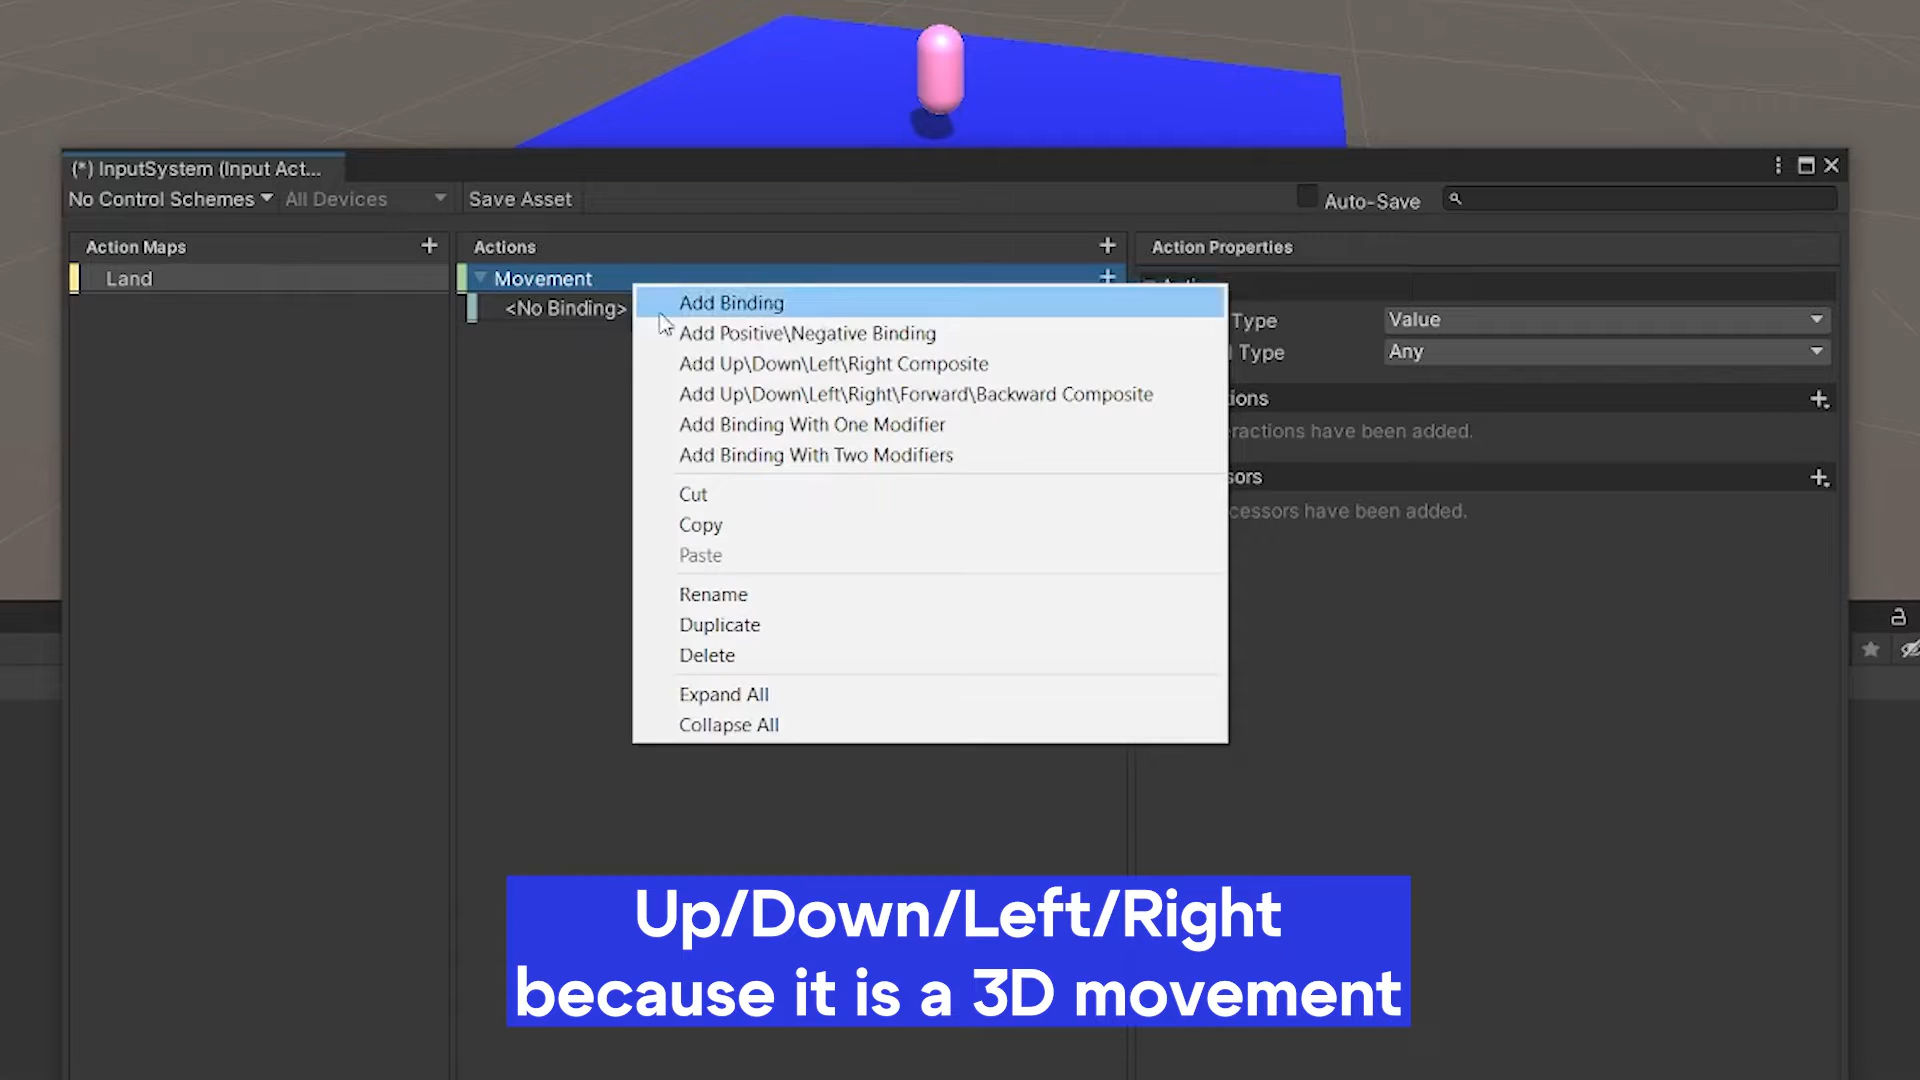 (*) InputSystem (Input Act...
No Control Schemes All Devices Save Asset Auto-Save
Action Maps Actions Action Properties
Land Movement
<No Binding>
Add Binding
Add Positive\Negative Binding
Add Up\Down\Left\Right Composite
Add Up\Down\Left\Right\Forward\Backward Composite
Add Binding With One Modifier
Add Binding With Two Modifiers
Cut
Copy
Paste
Rename
Duplicate
Delete
Expand All
Collapse All
Type Value
Type Any
ions
eractions have been added.
sors
cessors have been added.
Up/Down/Left/Right
because it is a 3D movement